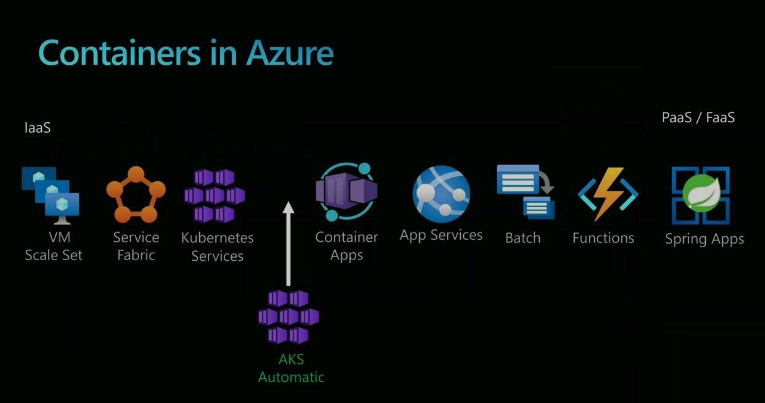 Containers in Azure
IaaS
PaaS / FaaS
VM
Scale Set
Service
Fabric
Kubernetes
Services
Container
Apps
App Services
Batch
Functions
Spring Apps
AKS
Automatic